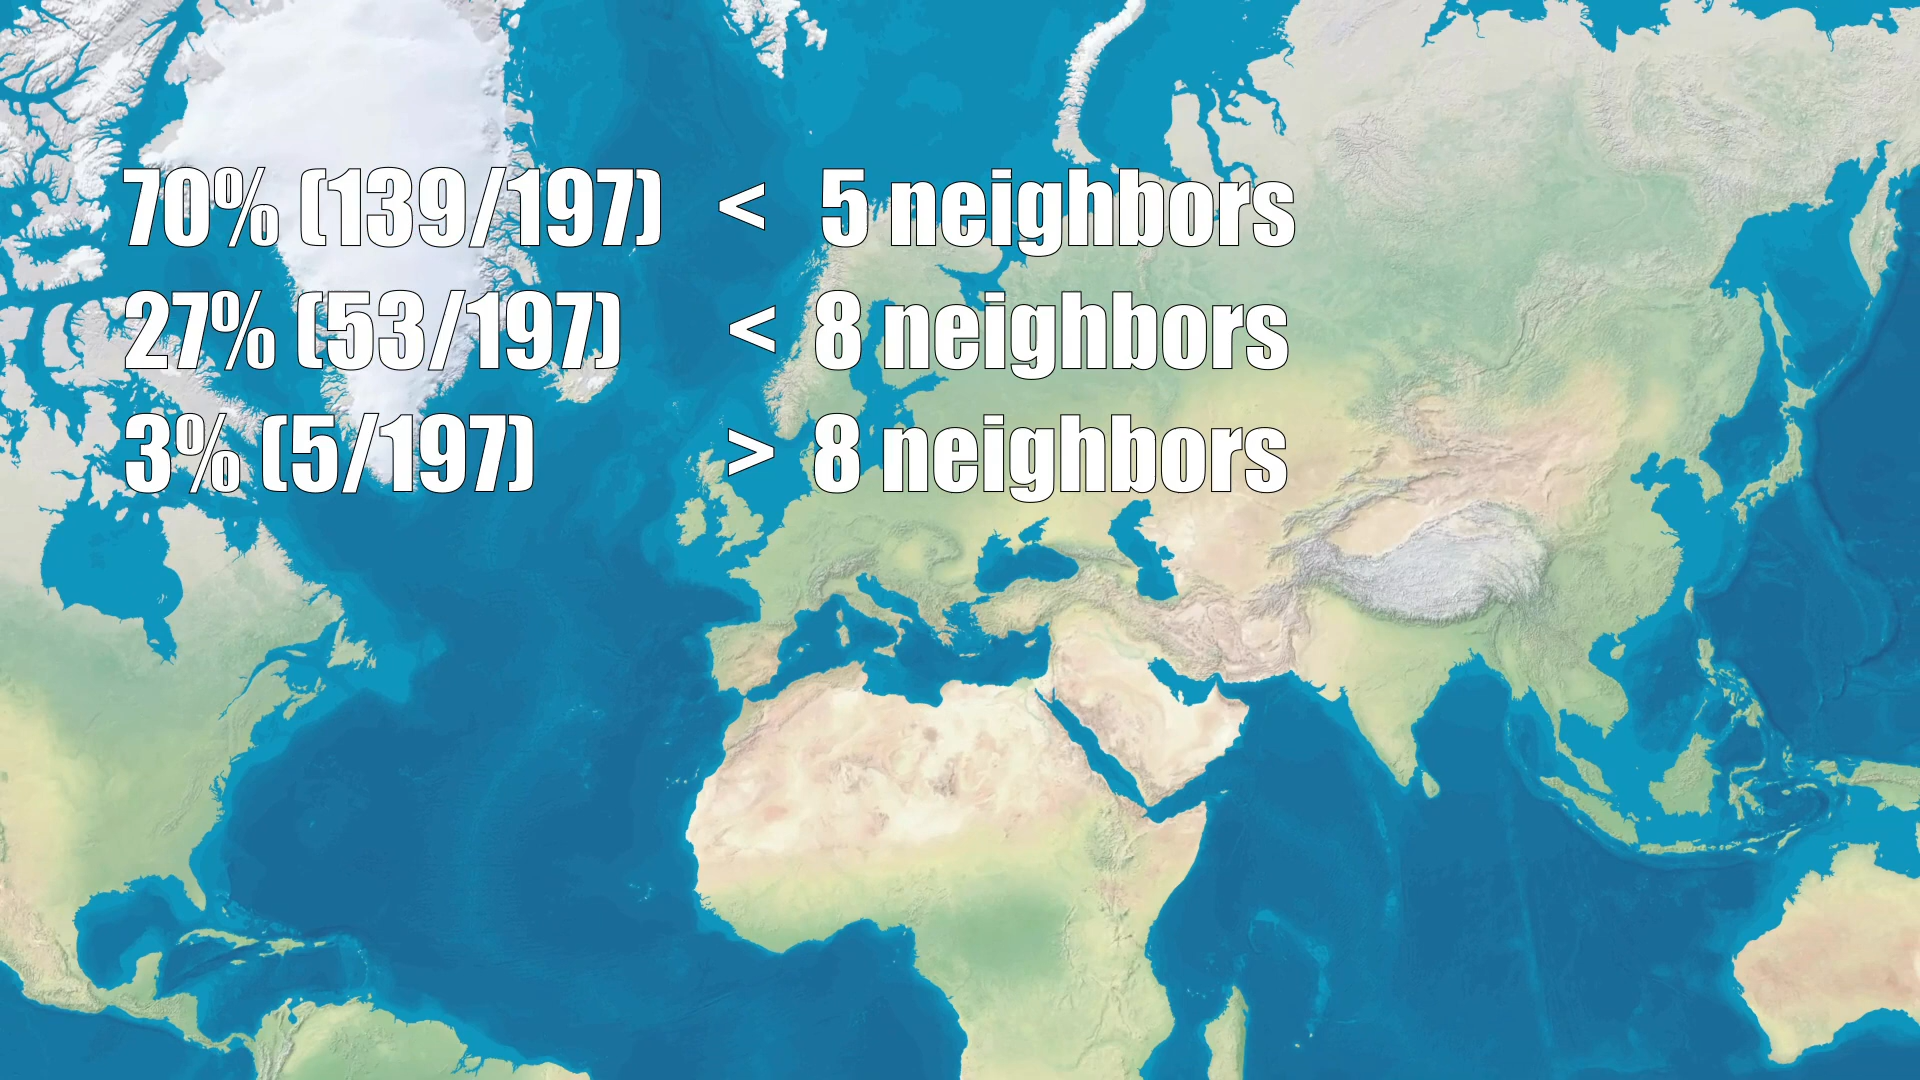 70% (139/197) < 5 neighbors
27% (53/197) < 8 neighbors
3% (5/197) > 8 neighbors